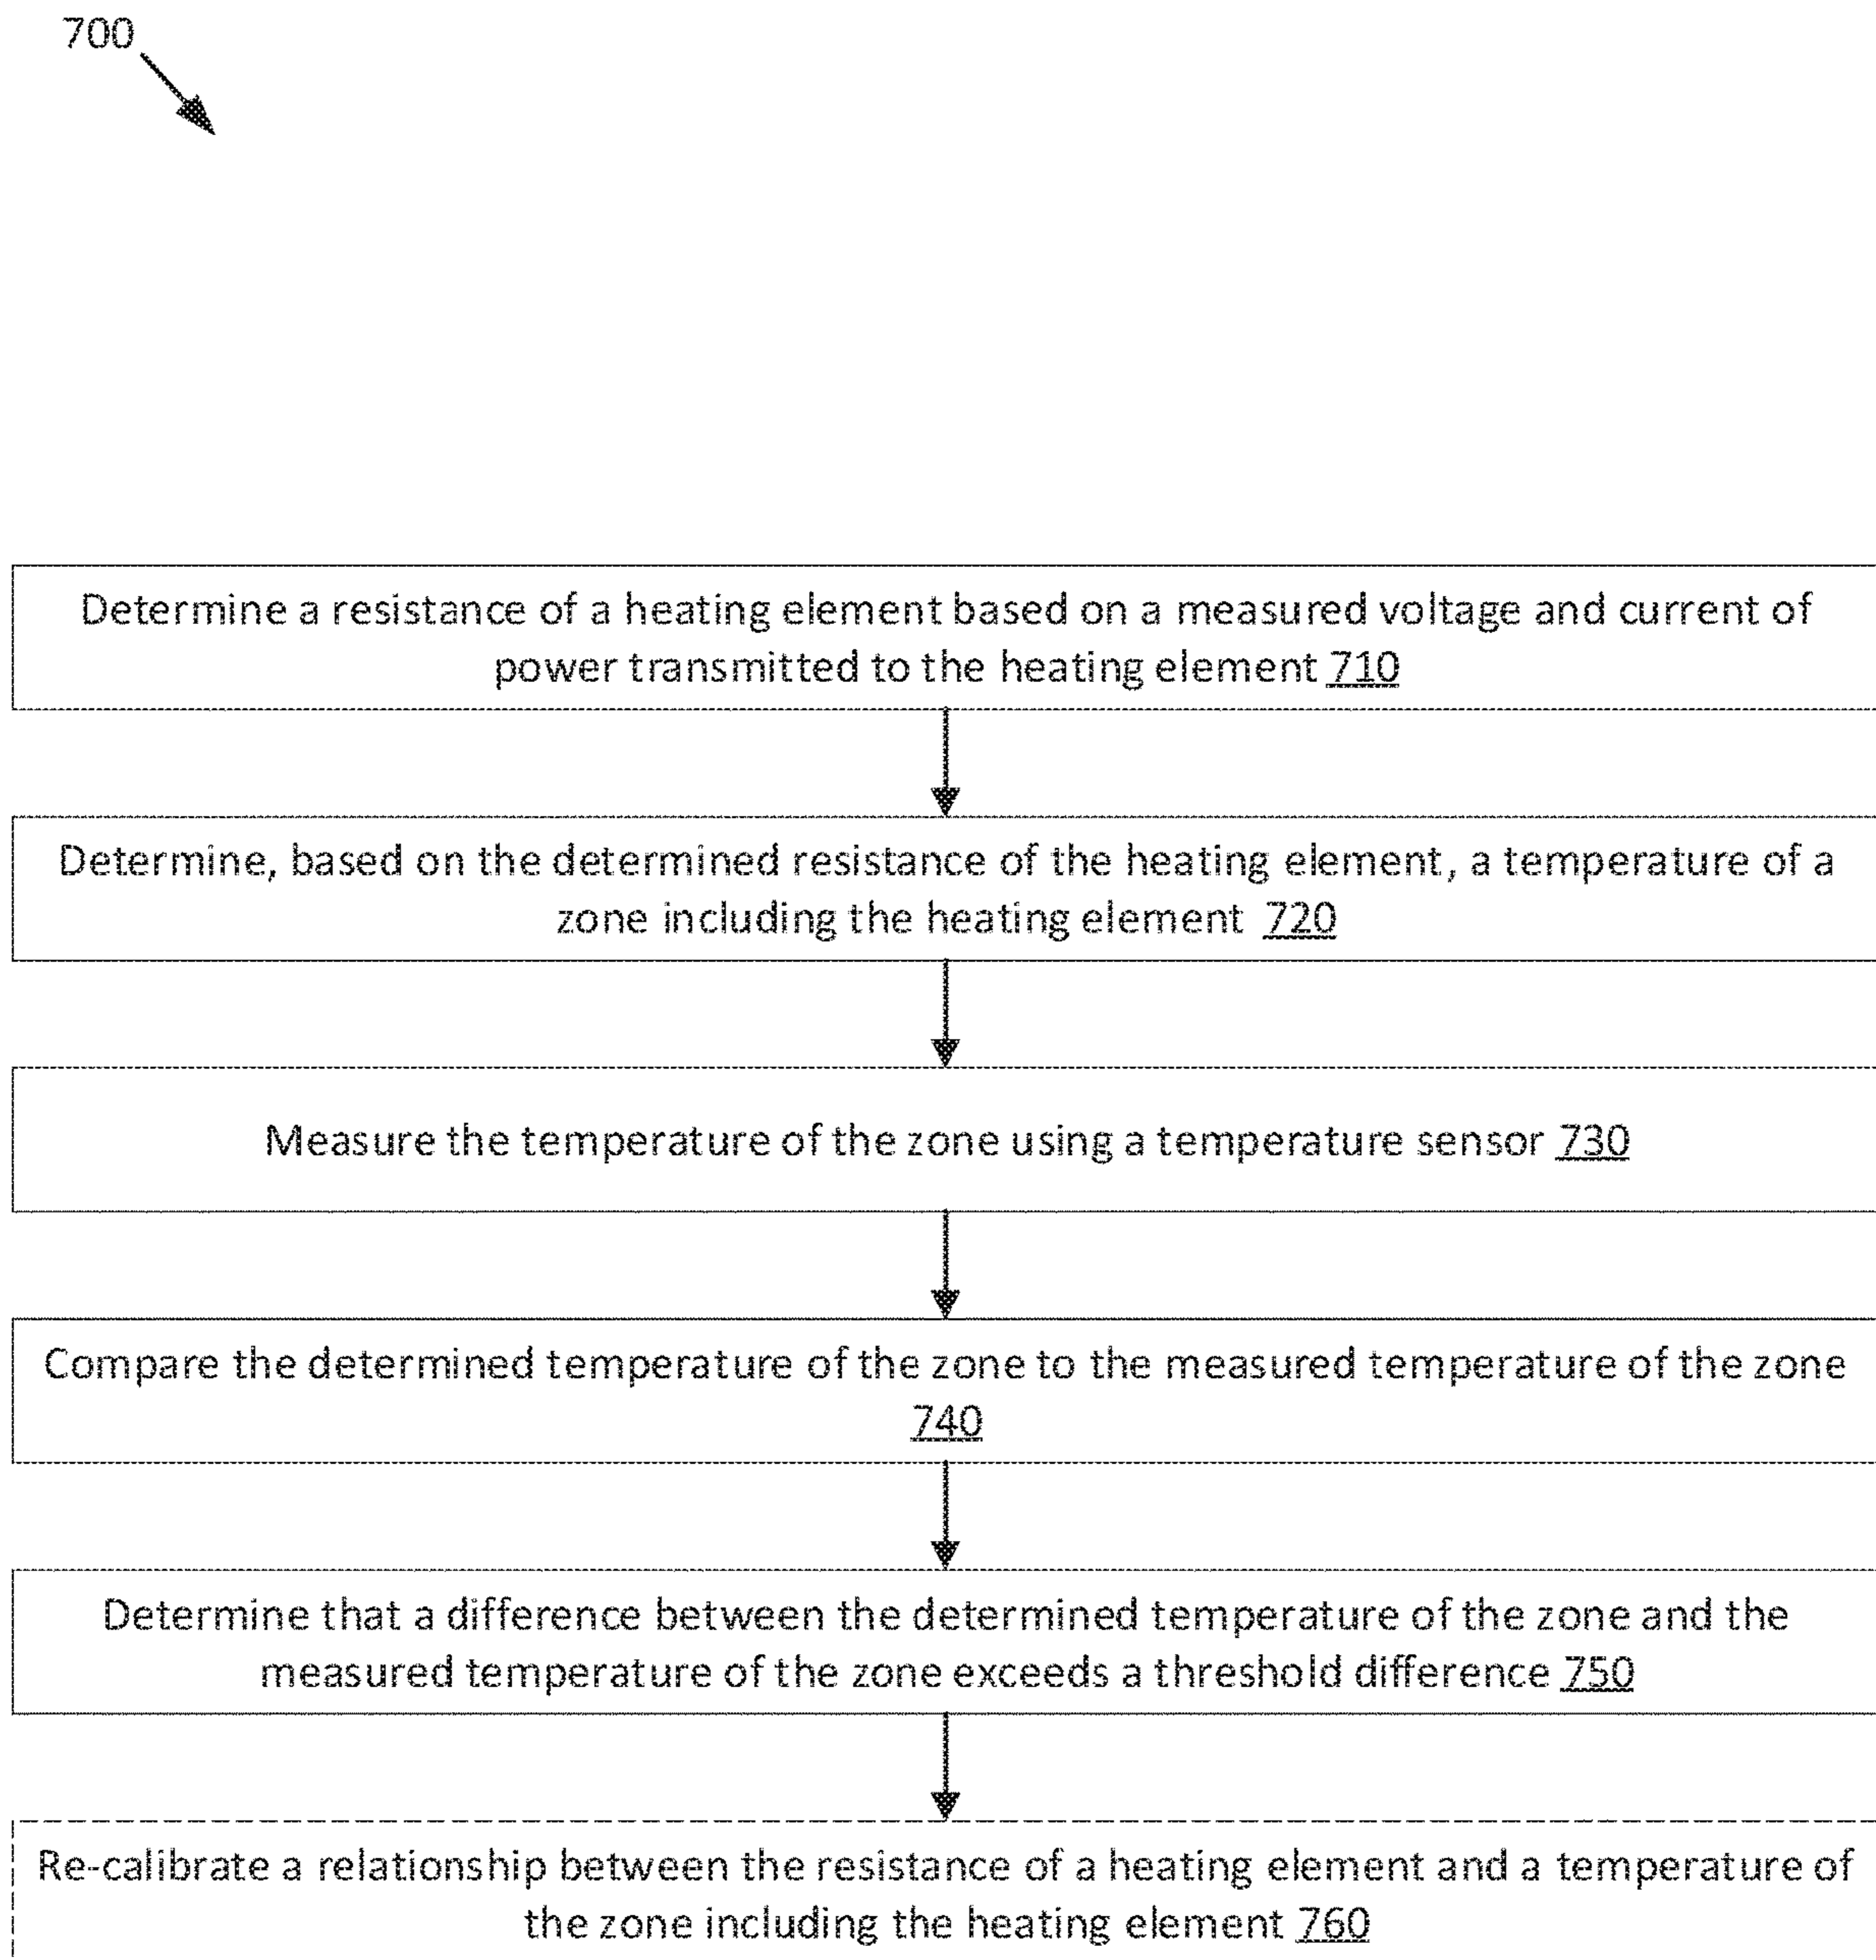 700
Determine a resistance of a heating element based on a measured voltage and current of
power transmitted to the heating element 710
Determine, based on the determined resistance of the heating element, a temperature of a
zone including the heating element 720
Measure the temperature of the zone using a temperature sensor 730
Compare the determined temperature of the zone to the measured temperature of the zone
740
Determine that a difference between the determined temperature of the zone and the
measured temperature of the zone exceeds a threshold difference 750
Re-calibrate a relationship between the resistance of a heating element and a temperature of
the zone including the heating element 760